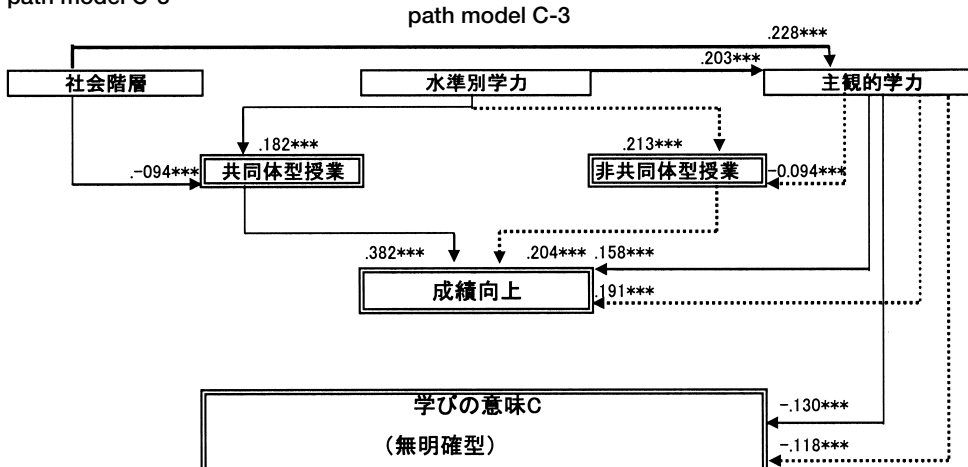 path model C-3
.228***
.203***
社会階層
水準別学力
主観的学力
.182***
.213***
.-094***
共同体型授業
非共同体型授業
-0.094***
.382***
.204***
.158***
成績向上
.191***
学びの意味C
-.130***
(無明確型)
-.118***